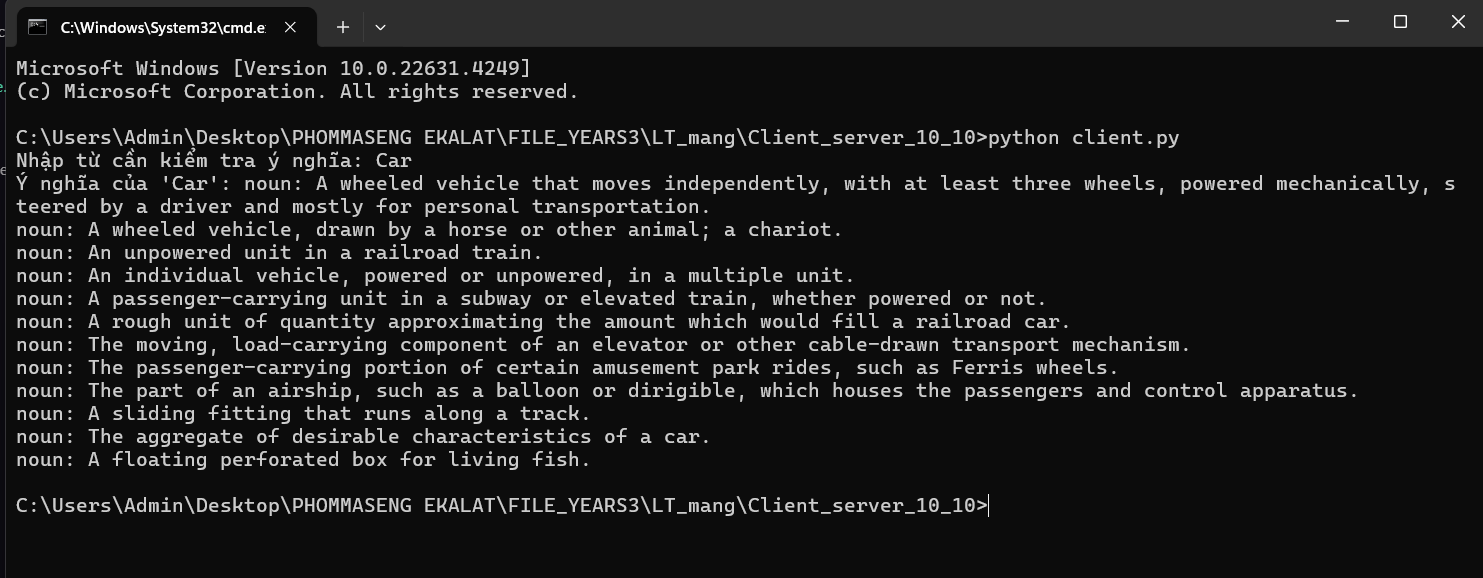 C:\Windows\System32\cmd.e
Microsoft Windows [Version 10.0.22631.4249]
(c) Microsoft Corporation. All rights reserved.
C:\Users\Admin\Desktop\PHOMMASENG EKALAT\FILE_YEARS3\LT_mang\Client_server_10_10>python client.py
Nhập từ cần kiểm tra ý nghĩa: Car
Ý nghĩa của 'Car': noun: A wheeled vehicle that moves independently, with at least three wheels, powered mechanically, s
teered by a driver and mostly for personal transportation.
noun: A wheeled vehicle, drawn by a horse or other animal; a chariot.
noun: An unpowered unit in a railroad train.
noun: An individual vehicle, powered or unpowered, in a multiple unit.
noun: A passenger-carrying unit in a subway or elevated train, whether powered or not.
noun: A rough unit of quantity approximating the amount which would fill a railroad car.
noun: The moving, load-carrying component of an elevator or other cable-drawn transport mechanism.
noun: The passenger-carrying portion of certain amusement park rides, such as Ferris wheels.
noun: The part of an airship, such as a balloon or dirigible, which houses the passengers and control apparatus.
noun: A sliding fitting that runs along a track.
noun: The aggregate of desirable characteristics of a car.
noun: A floating perforated box for living fish.
C:\Users\Admin\Desktop\PHOMMASENG EKALAT\FILE_YEARS3\LT_mang\Client_server_10_10>